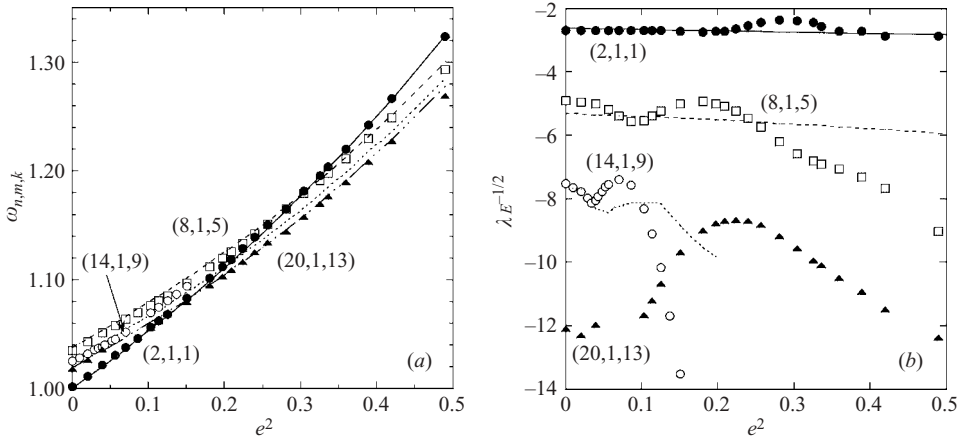 1.30
1.20
1.10
1.00
ω_{n,m,k}
(8,1,5)
(14,1,9)
(20,1,13)
(2,1,1)
(a)
0 0.1 0.2 0.3 0.4 0.5
e²
−2
−4
−6
−8
−10
−12
−14
λ E^{−1/2}
(2,1,1)
(8,1,5)
(14,1,9)
(20,1,13)
(b)
0 0.1 0.2 0.3 0.4 0.5
e²